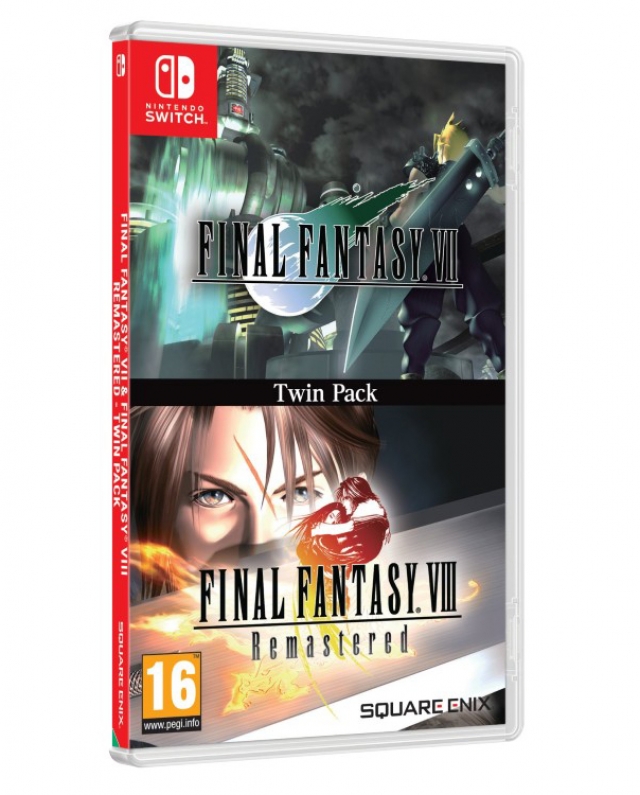 NINTENDO
SWITCH™
FINAL FANTASY® VII & FINAL FANTASY® VIII
REMASTERED - TWIN PACK
SQUARE ENIX.
FINAL FANTASY® VII
Twin Pack
FINAL FANTASY® VIII
Remastered
16
www.pegi.info
SQUARE ENIX